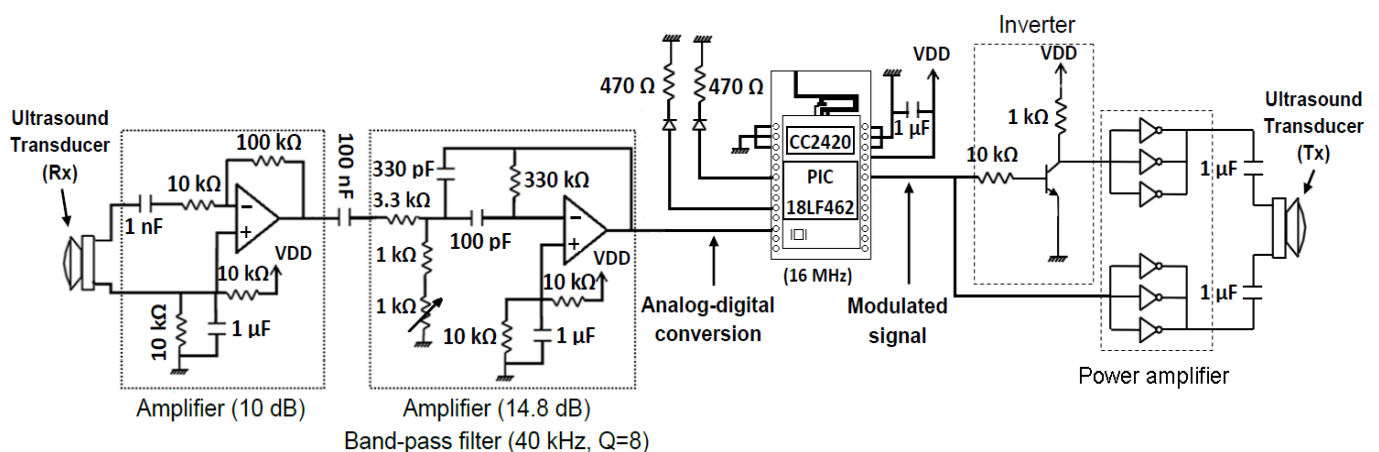 Ultrasound
Transducer
(Rx)
1 nF
10 kΩ
100 kΩ
−
+
VDD
10 kΩ
10 kΩ
1 µF
Amplifier (10 dB)
100 nF
330 pF
3.3 kΩ
330 kΩ
100 pF
1 kΩ
1 kΩ
−
+
VDD
10 kΩ
10 kΩ
1 µF
Amplifier (14.8 dB)
Band-pass filter (40 kHz, Q=8)
Analog-digital
conversion
470 Ω
470 Ω
CC2420
PIC
18LF462
(16 MHz)
1 µF
VDD
Modulated
signal
Inverter
VDD
1 kΩ
10 kΩ
Power amplifier
1 µF
1 µF
Ultrasound
Transducer
(Tx)